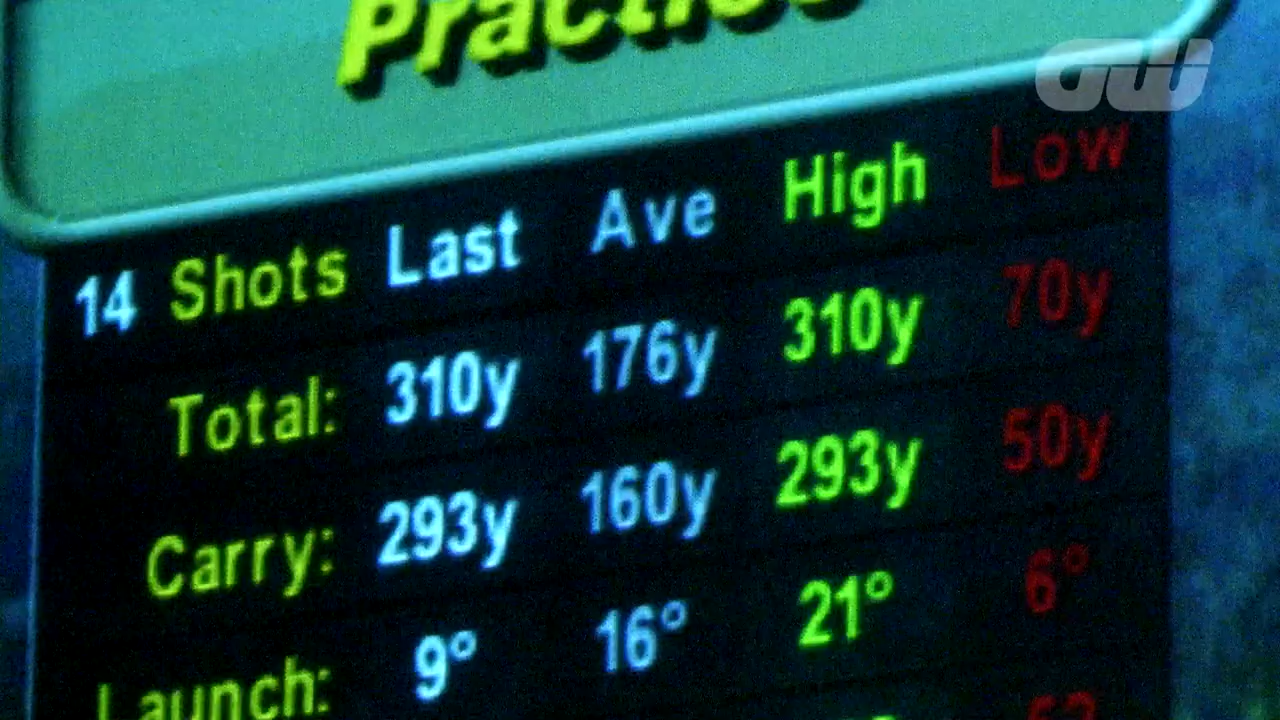 Practice
GW
14 Shots Last Ave High Low
Total: 310y 176y 310y 70y
Carry: 293y 160y 293y 50y
Launch: 9° 16° 21° 6°